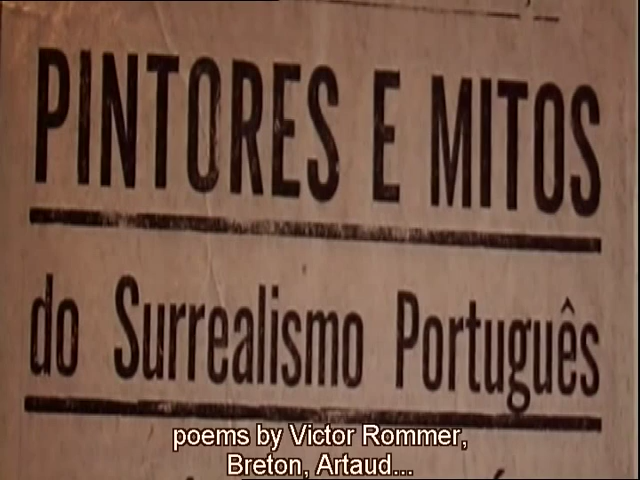 PINTORES E MITOS
do Surrealismo Português
poems by Victor Rommer,
Breton, Artaud...